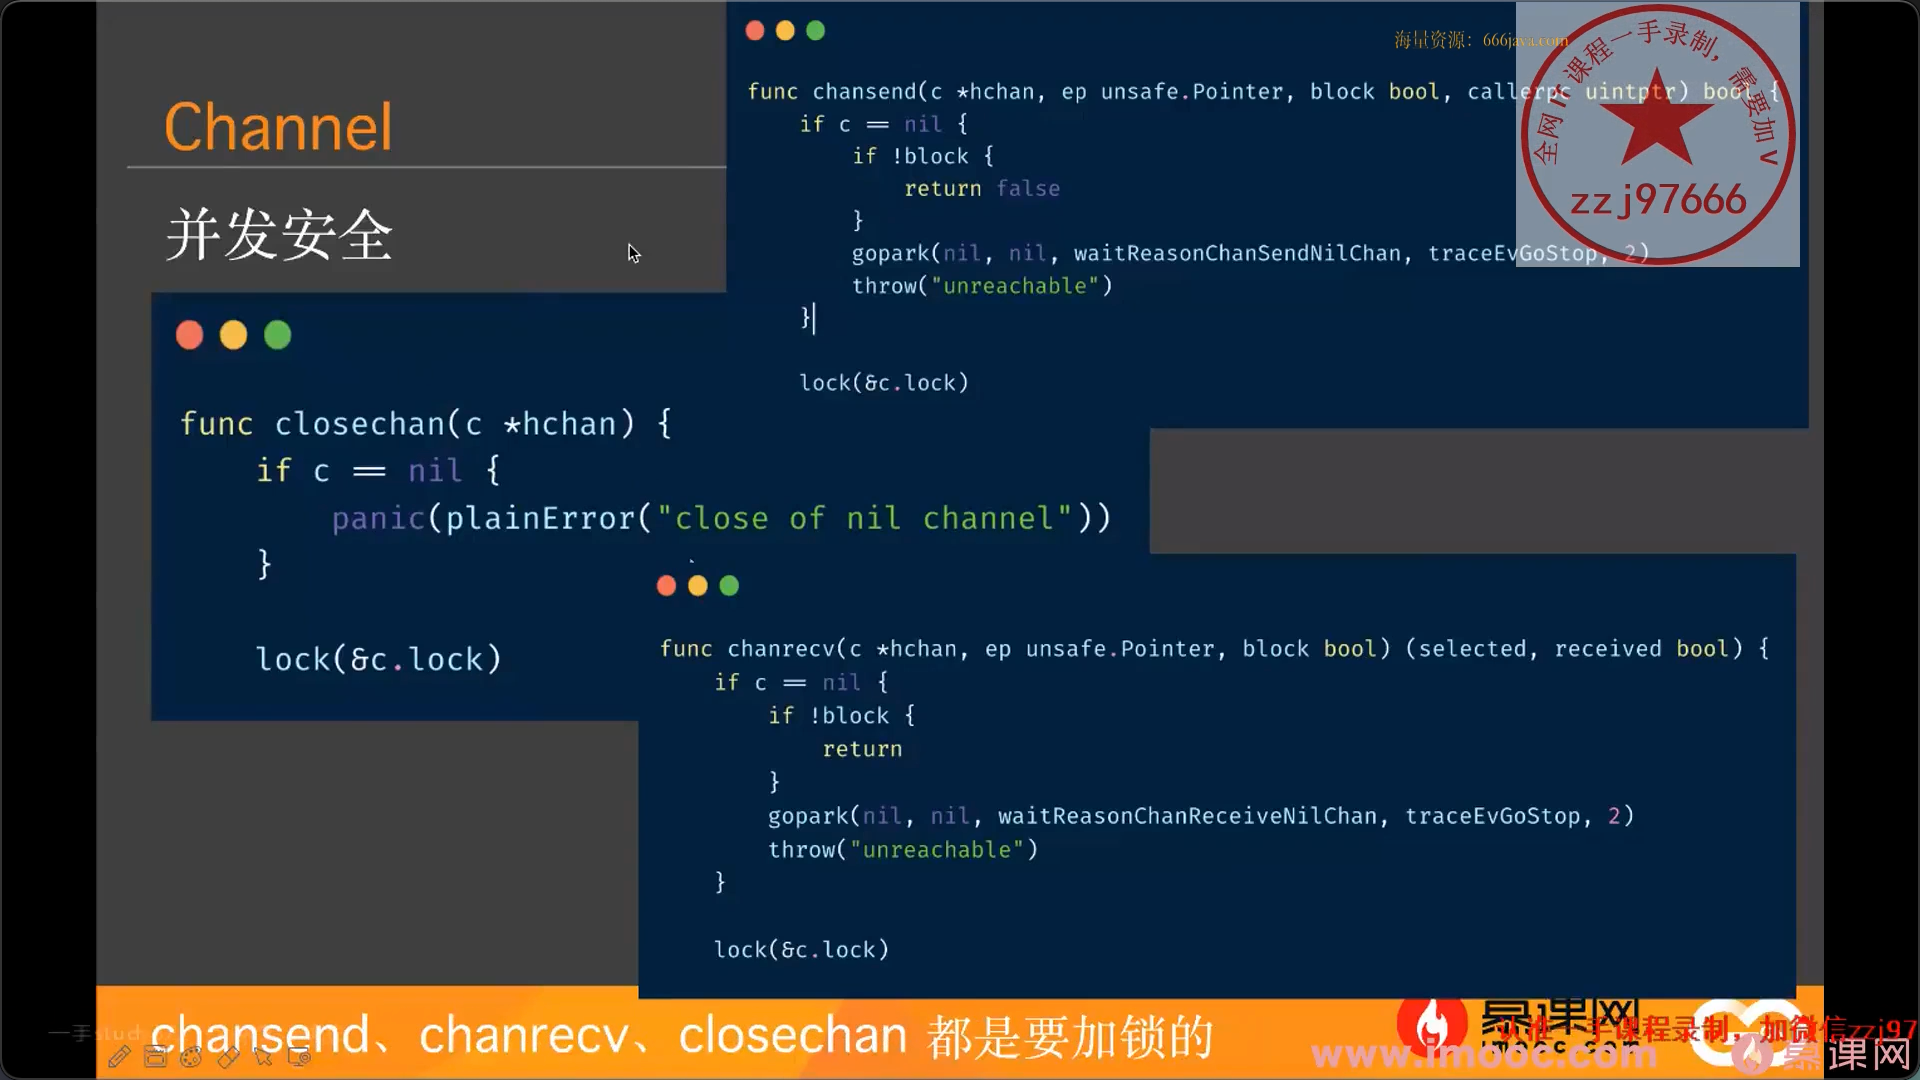 Channel
并发安全
func chansend(c *hchan, ep unsafe.Pointer, block bool, callerpc uintptr) bool {
if c == nil {
if !block {
return false
}
gopark(nil, nil, waitReasonChanSendNilChan, traceEvGoStop, 2)
throw("unreachable")
}
lock(&c.lock)
func closechan(c *hchan) {
if c == nil {
panic(plainError("close of nil channel"))
}
lock(&c.lock)
func chanrecv(c *hchan, ep unsafe.Pointer, block bool) (selected, received bool) {
if c == nil {
if !block {
return
}
gopark(nil, nil, waitReasonChanReceiveNilChan, traceEvGoStop, 2)
throw("unreachable")
}
lock(&c.lock)
chansend、chanrecv、closechan 都是要加锁的
海量资源：666java.com
全网it课程一手录制，需要加V
zzj97666
慕课网
imooc.com
认准一手课程录制，加微信zzj97
www.imooc.com
慕课网